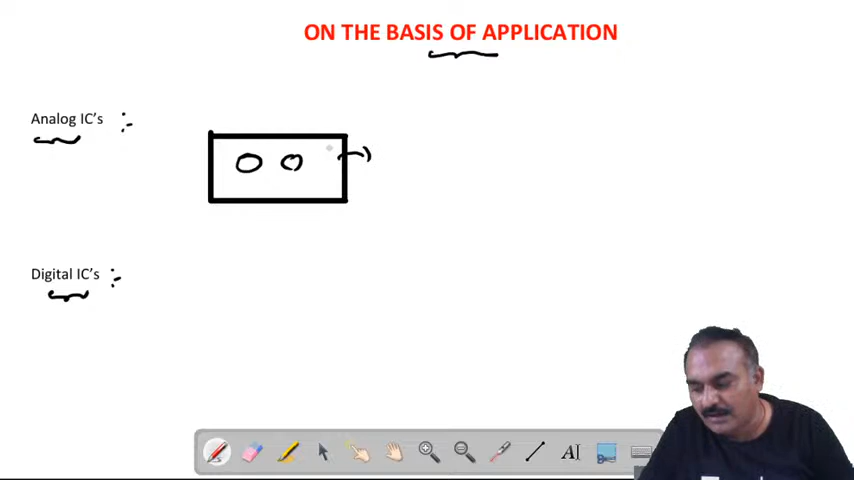 ON THE BASIS OF APPLICATION
Analog IC's :-
Digital IC's :-